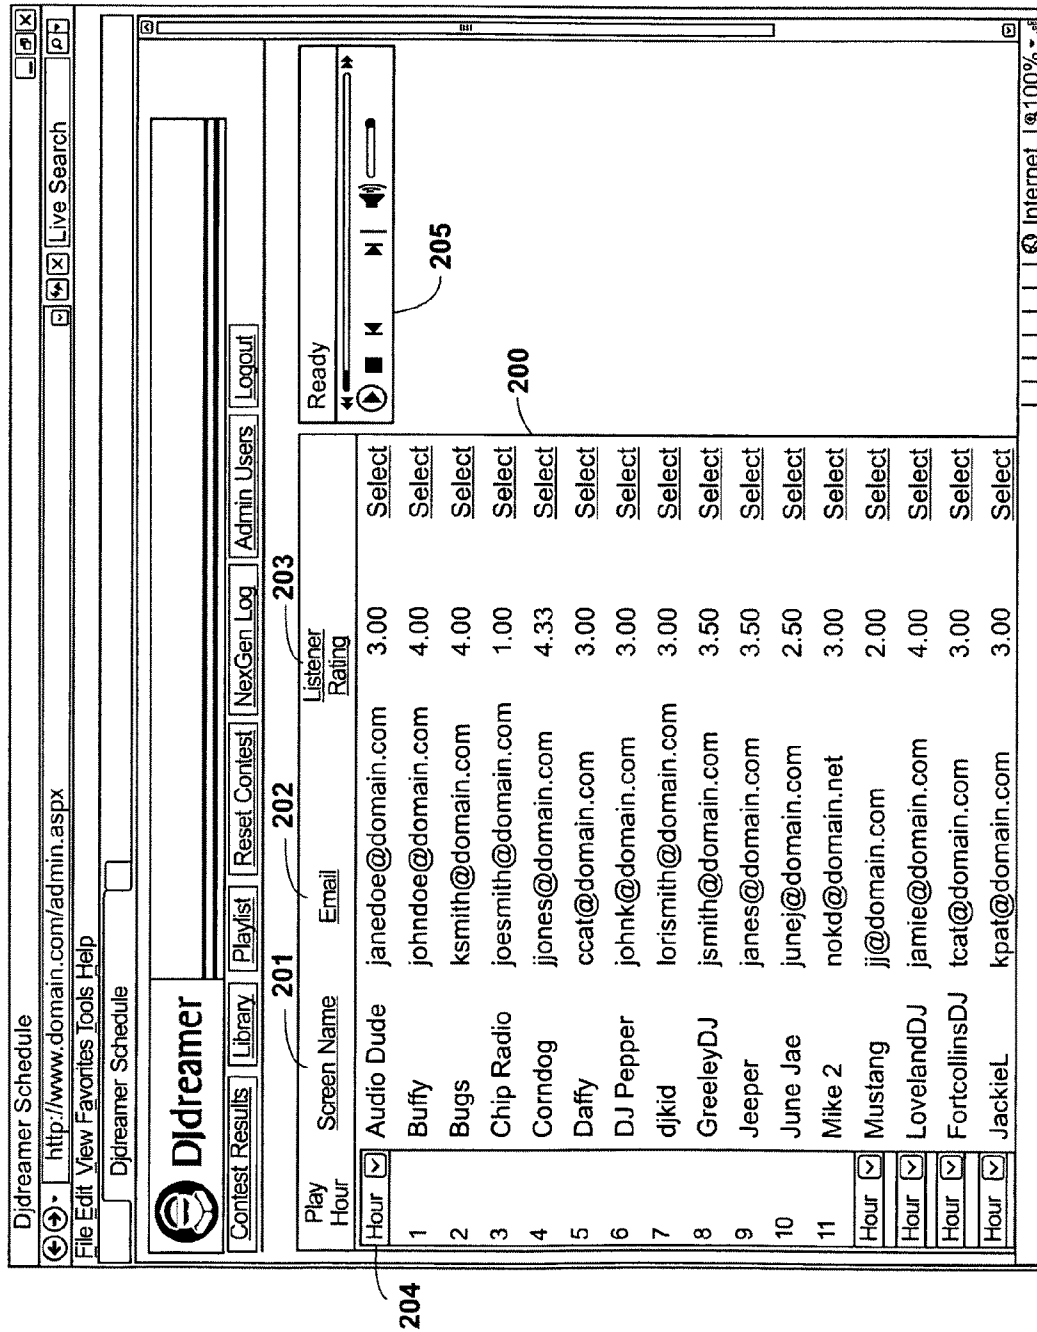 Djdreamer Schedule
http://www.domain.com/admin.aspx
Live Search
File Edit View Favorites Tools Help
Djdreamer Schedule
DJdreamer
Contest Results Library Playlist Reset Contest NexGen Log Admin Users Logout
201 202 203
Play Hour Screen Name Email Listener Rating
Ready
204
205
200
Hour Audio Dude janedoe@domain.com 3.00 Select
1 Buffy johndoe@domain.com 4.00 Select
2 Bugs ksmith@domain.com 4.00 Select
3 Chip Radio joesmith@domain.com 1.00 Select
4 Corndog jjones@domain.com 4.33 Select
5 Daffy ccat@domain.com 3.00 Select
6 DJ Pepper johnk@domain.com 3.00 Select
7 djkid lorismith@domain.com 3.00 Select
8 GreeleyDJ jsmith@domain.com 3.50 Select
9 Jeeper janes@domain.com 3.50 Select
10 June Jae junej@domain.com 2.50 Select
11 Mike 2 nokd@domain.net 3.00 Select
Hour Mustang jj@domain.com 2.00 Select
Hour LovelandDJ jamie@domain.com 4.00 Select
Hour FortcollinsDJ tcat@domain.com 3.00 Select
Hour JackieL kpat@domain.com 3.00 Select
Internet 100%